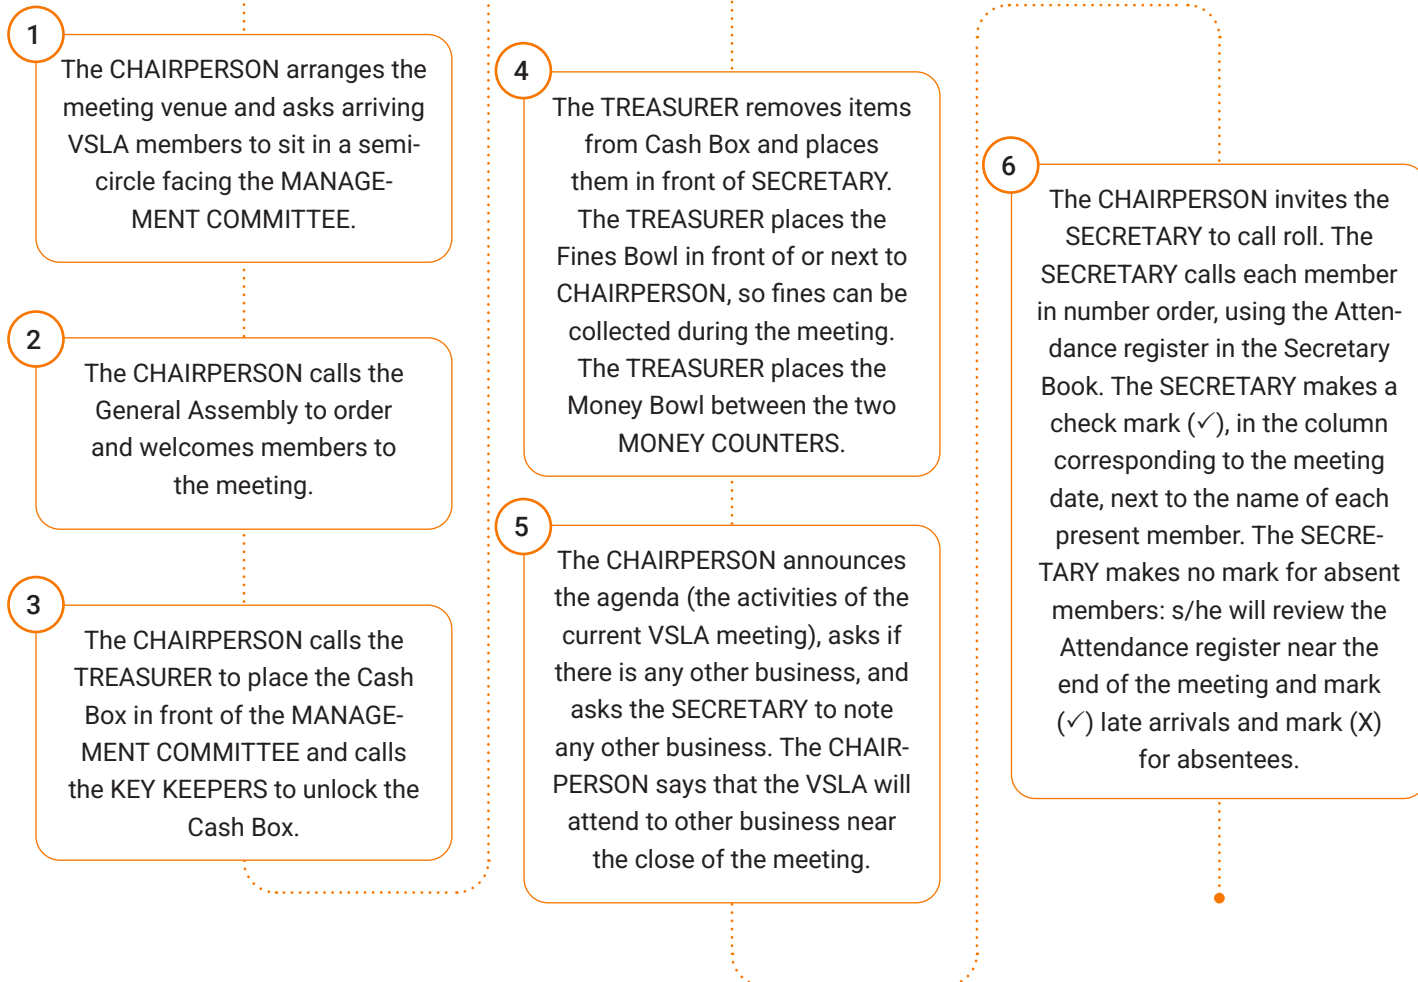 1
The CHAIRPERSON arranges the
meeting venue and asks arriving
VSLA members to sit in a semi-
circle facing the MANAGE-
MENT COMMITTEE.
2
The CHAIRPERSON calls the
General Assembly to order
and welcomes members to
the meeting.
3
The CHAIRPERSON calls the
TREASURER to place the Cash
Box in front of the MANAGE-
MENT COMMITTEE and calls
the KEY KEEPERS to unlock the
Cash Box.
4
The TREASURER removes items
from Cash Box and places
them in front of SECRETARY.
The TREASURER places the
Fines Bowl in front of or next to
CHAIRPERSON, so fines can be
collected during the meeting.
The TREASURER places the
Money Bowl between the two
MONEY COUNTERS.
5
The CHAIRPERSON announces
the agenda (the activities of the
current VSLA meeting), asks if
there is any other business, and
asks the SECRETARY to note
any other business. The CHAIR-
PERSON says that the VSLA will
attend to other business near
the close of the meeting.
6
The CHAIRPERSON invites the
SECRETARY to call roll. The
SECRETARY calls each member
in number order, using the Atten-
dance register in the Secretary
Book. The SECRETARY makes a
check mark (✓), in the column
corresponding to the meeting
date, next to the name of each
present member. The SECRE-
TARY makes no mark for absent
members: s/he will review the
Attendance register near the
end of the meeting and mark
(✓) late arrivals and mark (X)
for absentees.